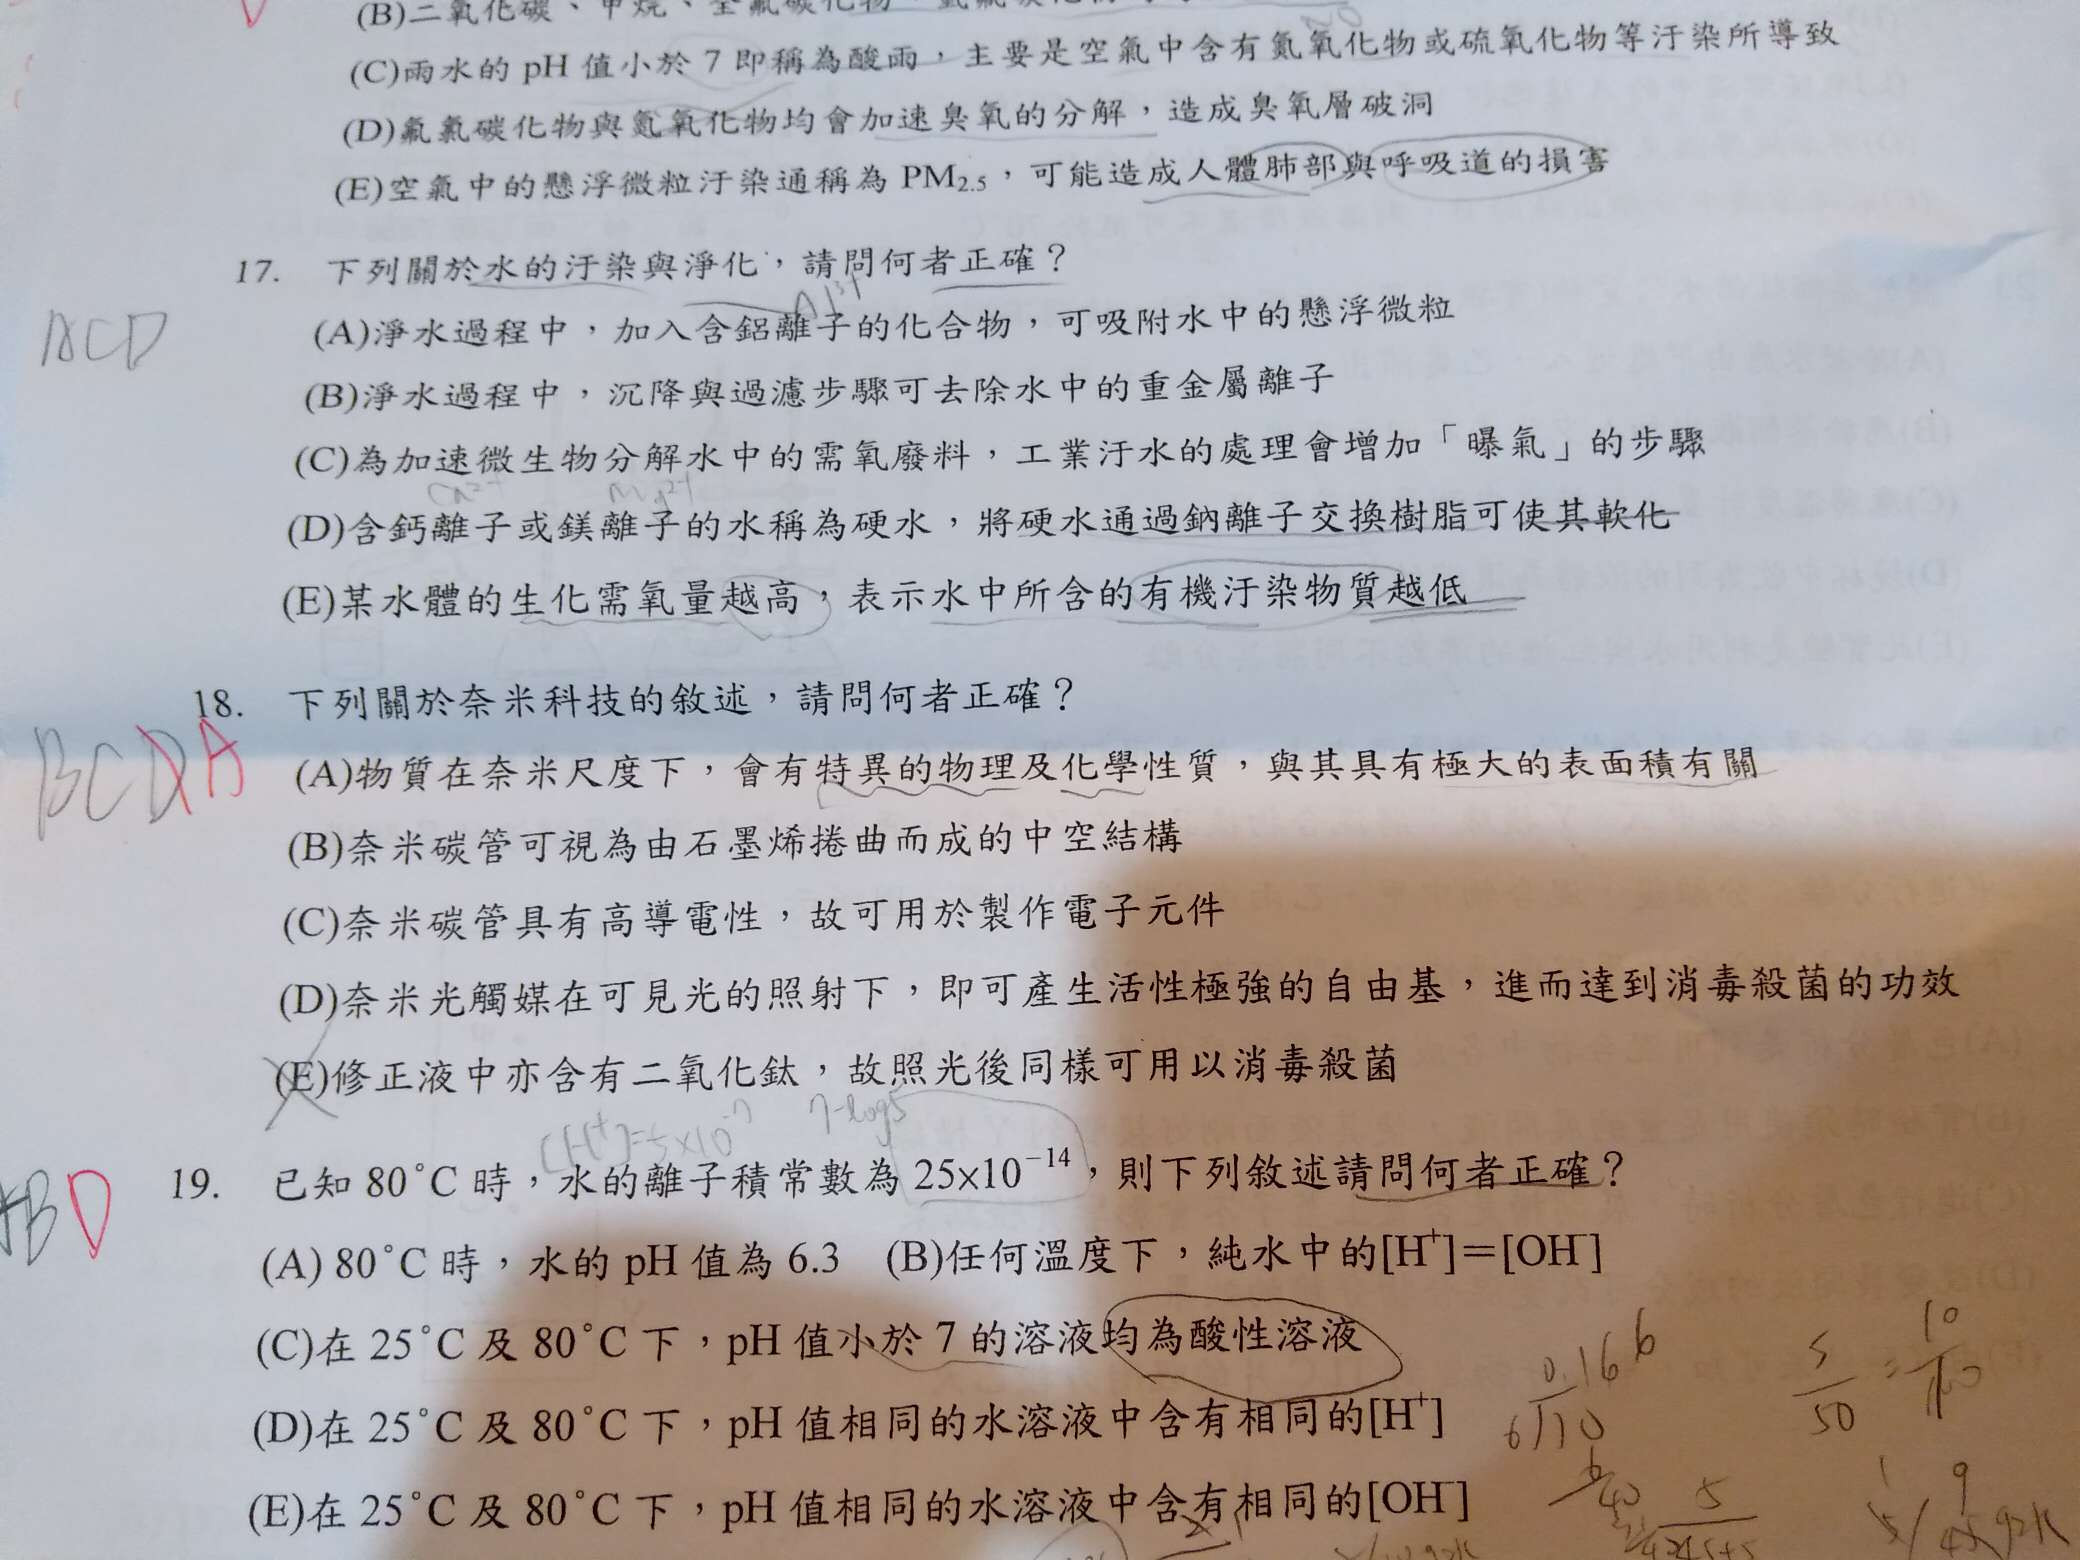 (B)二氧化碳、甲烷、全氟碳化物、氫氟碳化物
(C)雨水的 pH 值小於 7 即稱為酸雨，主要是空氣中含有氮氧化物或硫氧化物等汙染所導致
(D)氟氯碳化物與氮氧化物均會加速臭氧的分解，造成臭氧層破洞
(E)空氣中的懸浮微粒汙染通稱為 PM2.5，可能造成人體肺部與呼吸道的損害
17. 下列關於水的汙染與淨化，請問何者正確？
Al³⁺
ACD
(A)淨水過程中，加入含鋁離子的化合物，可吸附水中的懸浮微粒
(B)淨水過程中，沉降與過濾步驟可去除水中的重金屬離子
(C)為加速微生物分解水中的需氧廢料，工業汙水的處理會增加「曝氣」的步驟
Ca²⁺ Mg²⁺
(D)含鈣離子或鎂離子的水稱為硬水，將硬水通過鈉離子交換樹脂可使其軟化
(E)某水體的生化需氧量越高，表示水中所含的有機汙染物質越低
18. 下列關於奈米科技的敘述，請問何者正確？
BCDA
(A)物質在奈米尺度下，會有特異的物理及化學性質，與其具有極大的表面積有關
(B)奈米碳管可視為由石墨烯捲曲而成的中空結構
(C)奈米碳管具有高導電性，故可用於製作電子元件
(D)奈米光觸媒在可見光的照射下，即可產生活性極強的自由基，進而達到消毒殺菌的功效
(E)修正液中亦含有二氧化鈦，故照光後同樣可用以消毒殺菌
[H⁺]=5×10⁻⁷ 7-log5
ABD
19. 已知 80°C 時，水的離子積常數為 25×10⁻¹⁴，則下列敘述請問何者正確？
(A) 80°C 時，水的 pH 值為 6.3 (B)任何溫度下，純水中的[H⁺]＝[OH⁻]
(C)在 25°C 及 80°C 下，pH 值小於 7 的溶液均為酸性溶液
(D)在 25°C 及 80°C 下，pH 值相同的水溶液中含有相同的[H⁺]
(E)在 25°C 及 80°C 下，pH 值相同的水溶液中含有相同的[OH⁻]